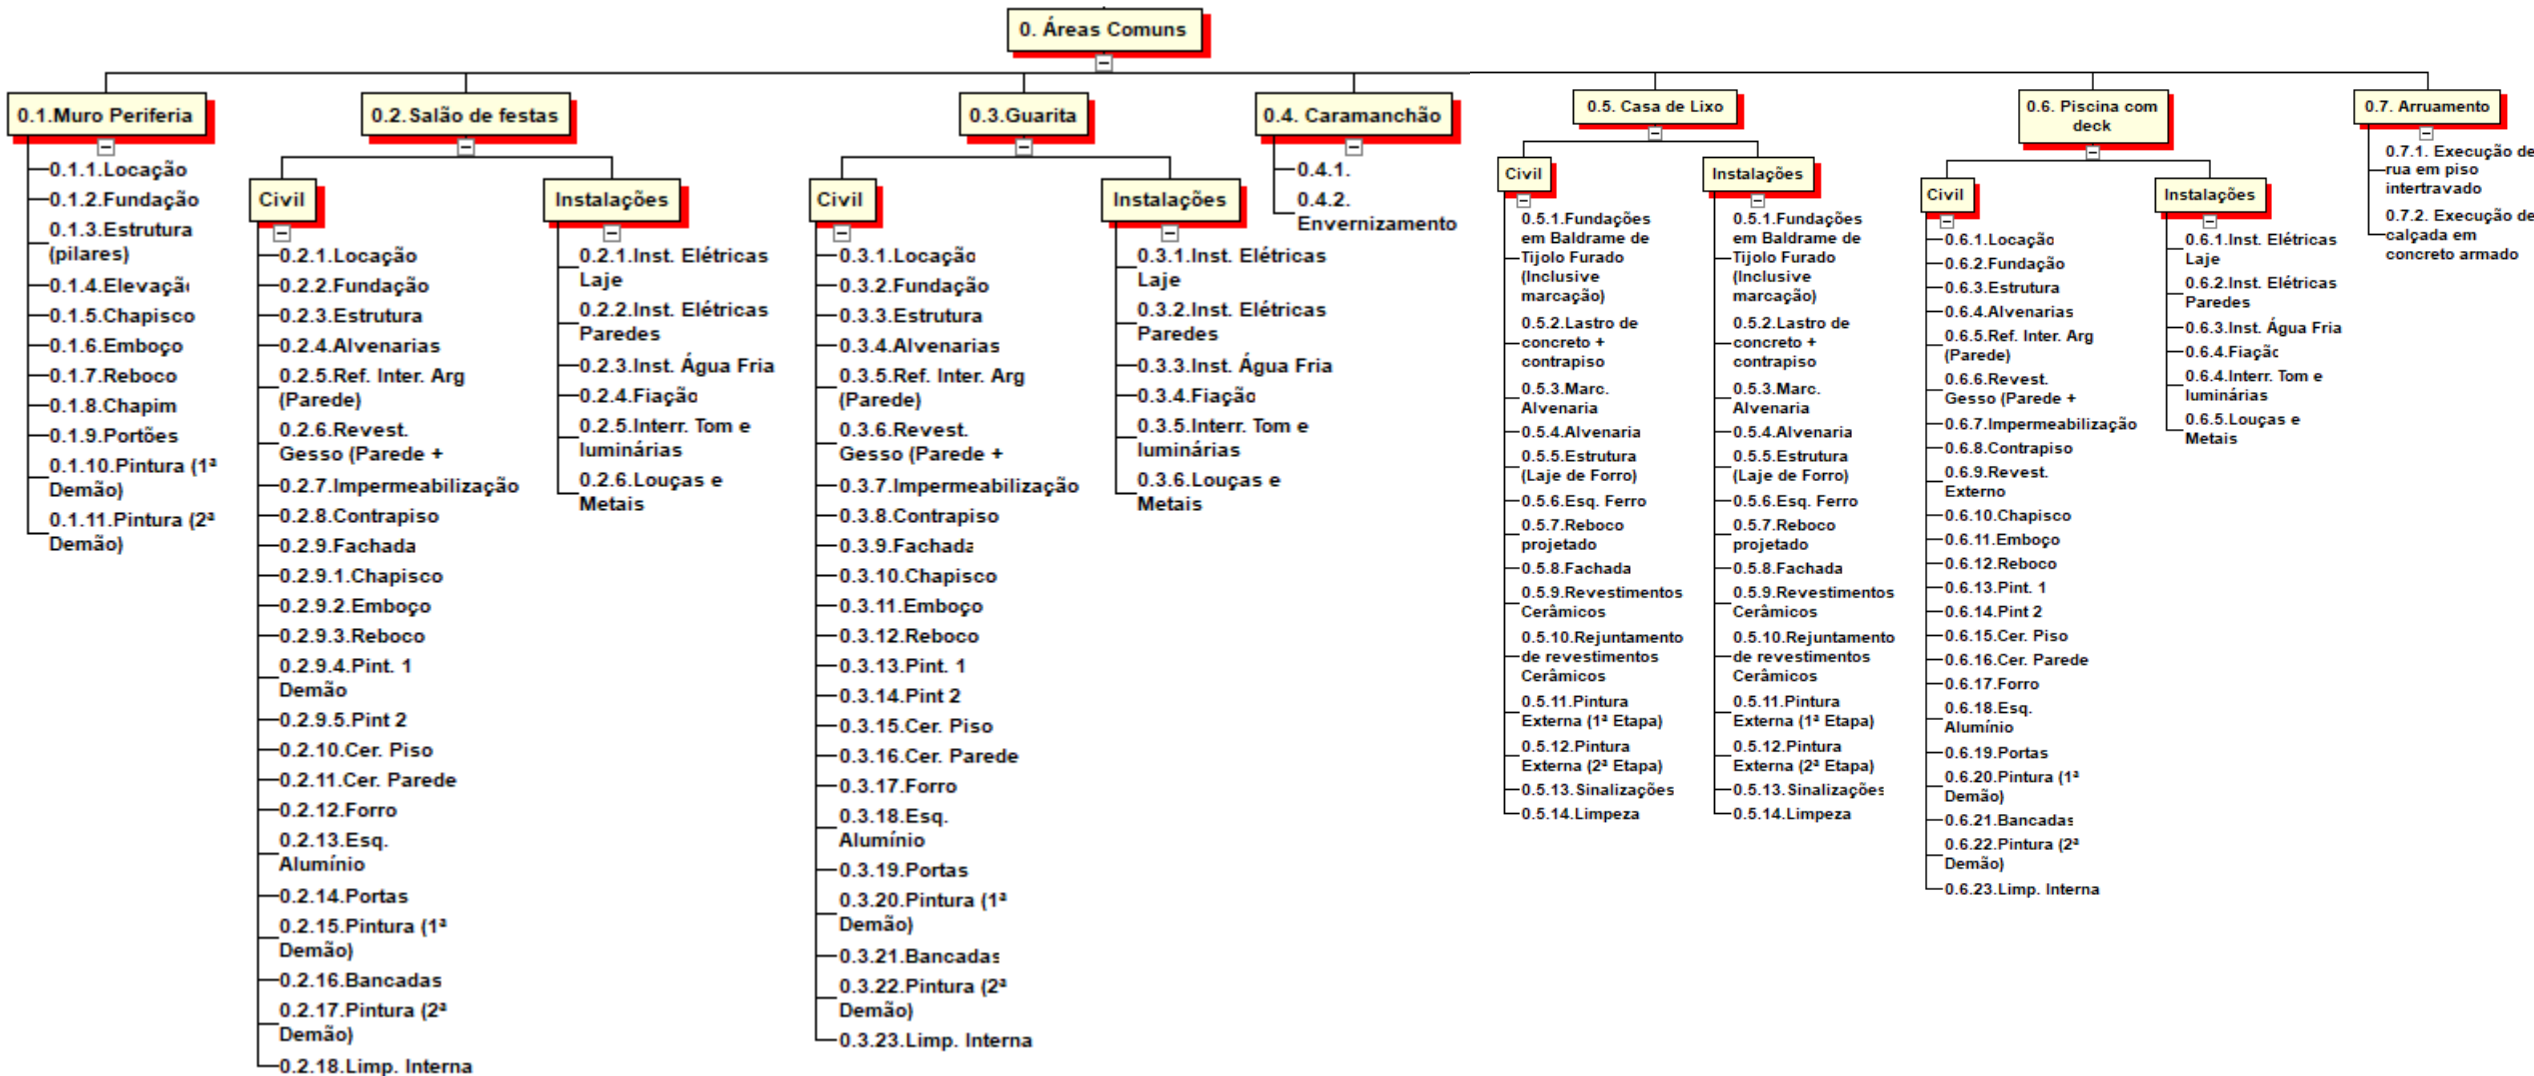 0. Áreas Comuns
0.1.Muro Periferia
0.1.1.Locação
0.1.2.Fundação
0.1.3.Estrutura
(pilares)
0.1.4.Elevaçã
0.1.5.Chapisco
0.1.6.Emboço
0.1.7.Reboco
0.1.8.Chapim
0.1.9.Portões
0.1.10.Pintura (1ª
Demão)
0.1.11.Pintura (2ª
Demão)
0.2.Salão de festas
Civil
0.2.1.Locação
0.2.2.Fundação
0.2.3.Estrutura
0.2.4.Alvenarias
0.2.5.Ref. Inter. Arg
(Parede)
0.2.6.Revest.
Gesso (Parede +
0.2.7.Impermeabilização
0.2.8.Contrapiso
0.2.9.Fachada
0.2.9.1.Chapisco
0.2.9.2.Emboço
0.2.9.3.Reboco
0.2.9.4.Pint. 1
Demão
0.2.9.5.Pint 2
0.2.10.Cer. Piso
0.2.11.Cer. Parede
0.2.12.Forro
0.2.13.Esq.
Alumínio
0.2.14.Portas
0.2.15.Pintura (1ª
Demão)
0.2.16.Bancadas
0.2.17.Pintura (2ª
Demão)
0.2.18.Limp. Interna
Instalações
0.2.1.Inst. Elétricas
Laje
0.2.2.Inst. Elétricas
Paredes
0.2.3.Inst. Água Fria
0.2.4.Fiação
0.2.5.Interr. Tom e
luminárias
0.2.6.Louças e
Metais
0.3.Guarita
Civil
0.3.1.Locação
0.3.2.Fundação
0.3.3.Estrutura
0.3.4.Alvenarias
0.3.5.Ref. Inter. Arg
(Parede)
0.3.6.Revest.
Gesso (Parede +
0.3.7.Impermeabilização
0.3.8.Contrapiso
0.3.9.Fachada
0.3.10.Chapisco
0.3.11.Emboço
0.3.12.Reboco
0.3.13.Pint. 1
0.3.14.Pint 2
0.3.15.Cer. Piso
0.3.16.Cer. Parede
0.3.17.Forro
0.3.18.Esq.
Alumínio
0.3.19.Portas
0.3.20.Pintura (1ª
Demão)
0.3.21.Bancadas
0.3.22.Pintura (2ª
Demão)
0.3.23.Limp. Interna
Instalações
0.3.1.Inst. Elétricas
Laje
0.3.2.Inst. Elétricas
Paredes
0.3.3.Inst. Água Fria
0.3.4.Fiação
0.3.5.Interr. Tom e
luminárias
0.3.6.Louças e
Metais
0.4. Caramanchão
0.4.1.
0.4.2.
Envernizamento
0.5. Casa de Lixo
Civil
0.5.1.Fundações
em Baldrame de
Tijolo Furado
(Inclusive
marcação)
0.5.2.Lastro de
concreto +
contrapiso
0.5.3.Marc.
Alvenaria
0.5.4.Alvenaria
0.5.5.Estrutura
(Laje de Forro)
0.5.6.Esq. Ferro
0.5.7.Reboco
projetado
0.5.8.Fachada
0.5.9.Revestimentos
Cerâmicos
0.5.10.Rejuntamento
de revestimentos
Cerâmicos
0.5.11.Pintura
Externa (1ª Etapa)
0.5.12.Pintura
Externa (2ª Etapa)
0.5.13.Sinalizações
0.5.14.Limpeza
Instalações
0.5.1.Fundações
em Baldrame de
Tijolo Furado
(Inclusive
marcação)
0.5.2.Lastro de
concreto +
contrapiso
0.5.3.Marc.
Alvenaria
0.5.4.Alvenaria
0.5.5.Estrutura
(Laje de Forro)
0.5.6.Esq. Ferro
0.5.7.Reboco
projetado
0.5.8.Fachada
0.5.9.Revestimentos
Cerâmicos
0.5.10.Rejuntamento
de revestimentos
Cerâmicos
0.5.11.Pintura
Externa (1ª Etapa)
0.5.12.Pintura
Externa (2ª Etapa)
0.5.13.Sinalizações
0.5.14.Limpeza
0.6. Piscina com
deck
Civil
0.6.1.Locação
0.6.2.Fundação
0.6.3.Estrutura
0.6.4.Alvenarias
0.6.5.Ref. Inter. Arg
(Parede)
0.6.6.Revest.
Gesso (Parede +
0.6.7.Impermeabilização
0.6.8.Contrapiso
0.6.9.Revest.
Externo
0.6.10.Chapisco
0.6.11.Emboço
0.6.12.Reboco
0.6.13.Pint. 1
0.6.14.Pint 2
0.6.15.Cer. Piso
0.6.16.Cer. Parede
0.6.17.Forro
0.6.18.Esq.
Alumínio
0.6.19.Portas
0.6.20.Pintura (1ª
Demão)
0.6.21.Bancadas
0.6.22.Pintura (2ª
Demão)
0.6.23.Limp. Interna
Instalações
0.6.1.Inst. Elétricas
Laje
0.6.2.Inst. Elétricas
Paredes
0.6.3.Inst. Água Fria
0.6.4.Fiação
0.6.4.Interr. Tom e
luminárias
0.6.5.Louças e
Metais
0.7. Arruamento
0.7.1. Execução de
rua em piso
intertravado
0.7.2. Execução de
calçada em
concreto armado